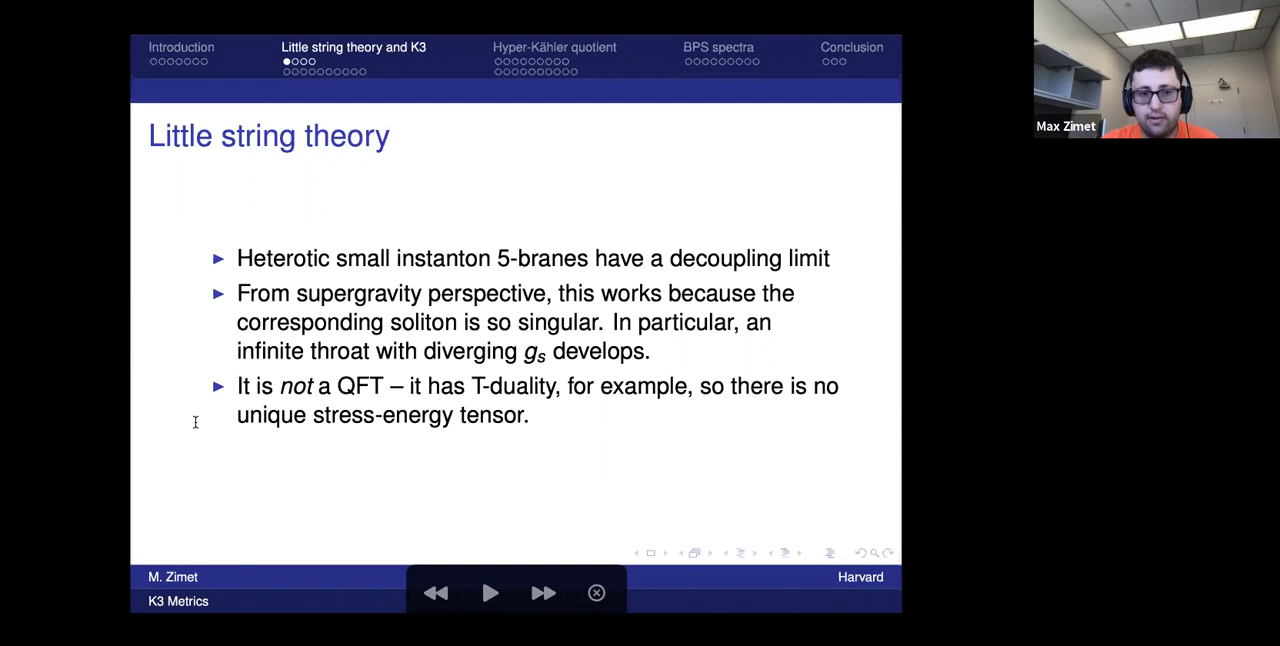 Introduction
Little string theory and K3
Hyper-Kähler quotient
BPS spectra
Conclusion
Max Zimet
Little string theory
Heterotic small instanton 5-branes have a decoupling limit
From supergravity perspective, this works because the
corresponding soliton is so singular. In particular, an
infinite throat with diverging gs develops.
It is not a QFT – it has T-duality, for example, so there is no
unique stress-energy tensor.
M. Zimet
Harvard
K3 Metrics